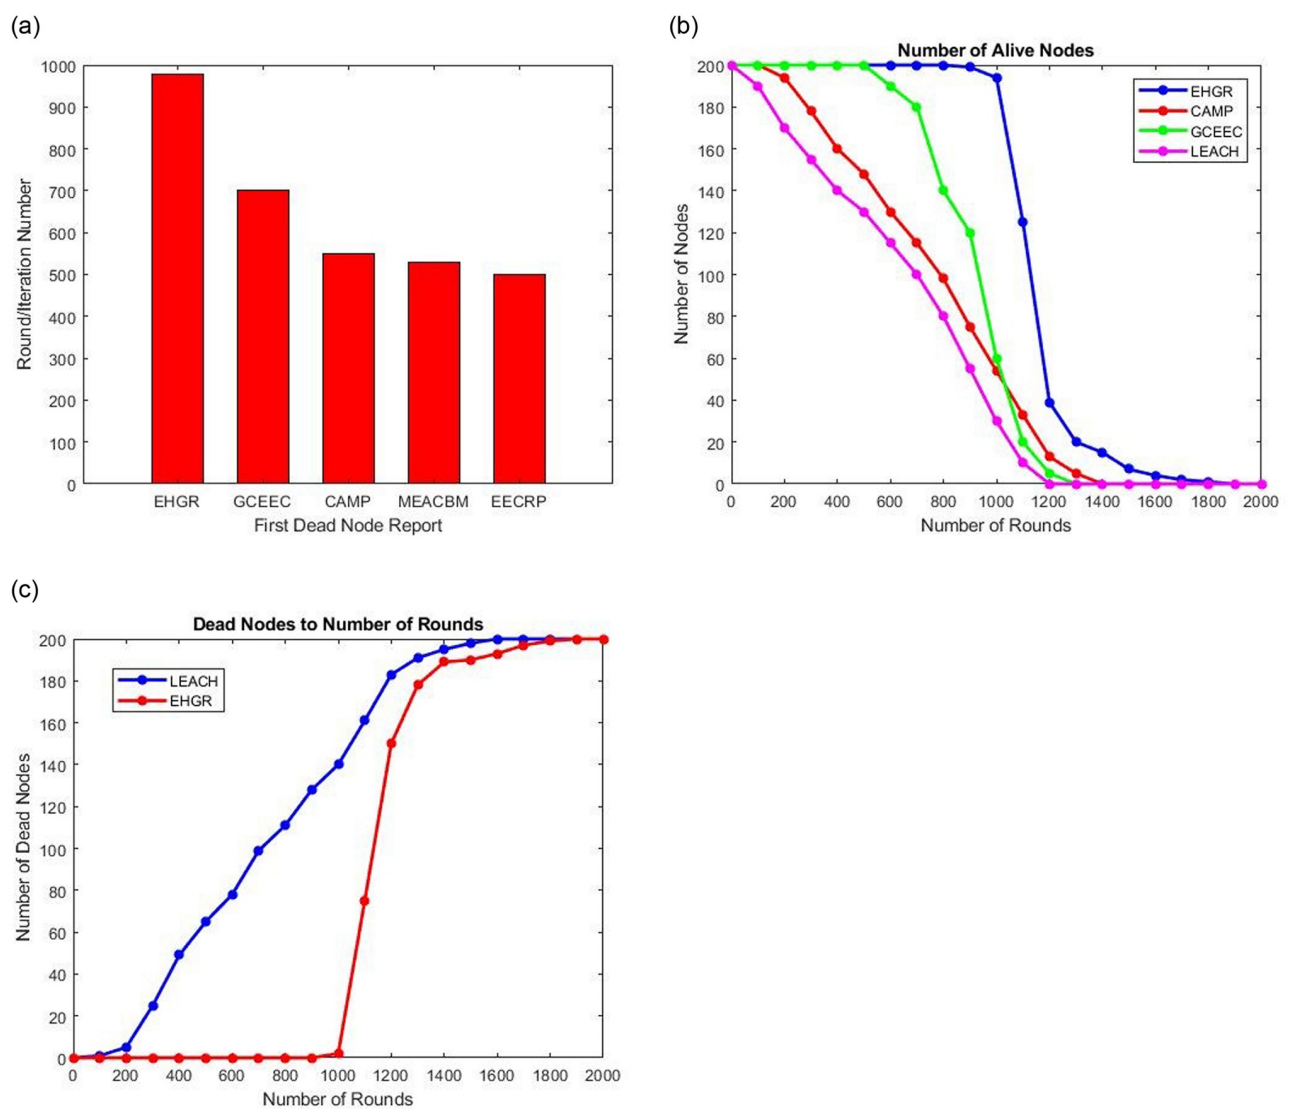 (a)
1000
900
800
700
600
500
400
300
200
100
0
Round/Iteration Number
EHGR GCEEC CAMP MEACBM EECRP
First Dead Node Report
(b)
Number of Alive Nodes
200
180
160
140
120
100
80
60
40
20
0
Number of Nodes
EHGR
CAMP
GCEEC
LEACH
0 200 400 600 800 1000 1200 1400 1600 1800 2000
Number of Rounds
(c)
Dead Nodes to Number of Rounds
200
180
160
140
120
100
80
60
40
20
0
Number of Dead Nodes
LEACH
EHGR
0 200 400 600 800 1000 1200 1400 1600 1800 2000
Number of Rounds